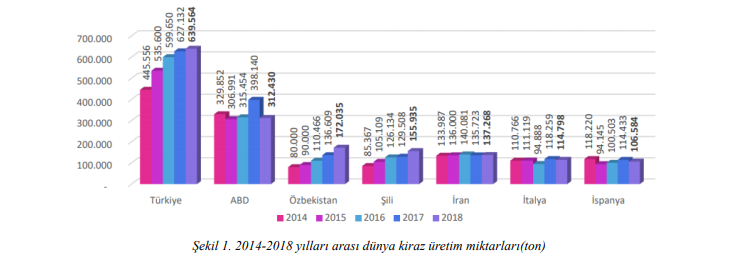 700.000
600.000
500.000
400.000
300.000
200.000
100.000
-
445.556 535.600 599.650 627.132 639.564
329.852 306.991 315.454 398.140 312.430
80.000 90.000 110.466 136.609 172.035
85.367 105.109 126.134 129.508 155.935
133.987 136.000 140.081 135.723 137.268
110.766 111.119 94.888 118.259 114.798
118.220 94.145 100.503 114.433 106.584
Türkiye ABD Özbekistan Şili İran İtalya İspanya
2014 2015 2016 2017 2018
Şekil 1. 2014-2018 yılları arası dünya kiraz üretim miktarları(ton)